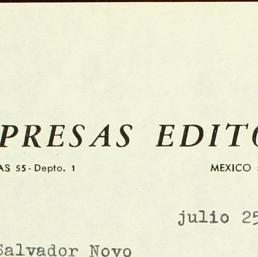 PRESAS EDITO
AS 55 - Depto. 1 MEXICO
julio 25
Salvador Novo